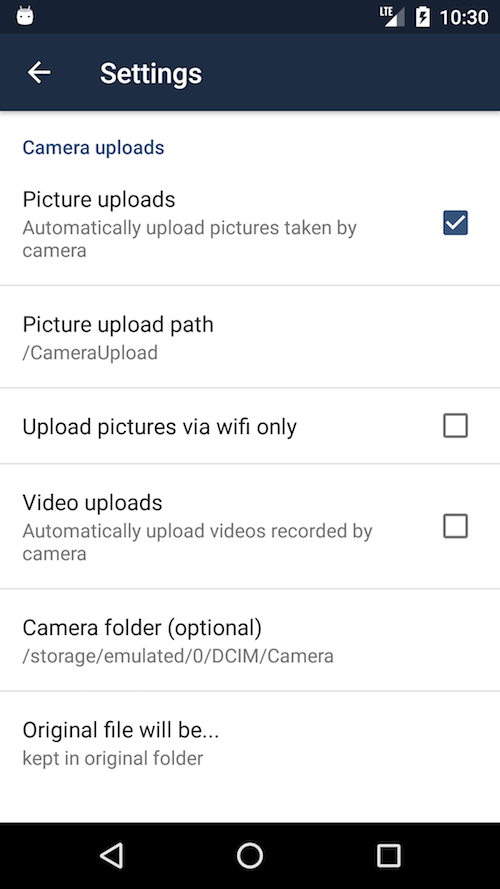 LTE 10:30
Settings
Camera uploads
Picture uploads
Automatically upload pictures taken by
camera
Picture upload path
/CameraUpload
Upload pictures via wifi only
Video uploads
Automatically upload videos recorded by
camera
Camera folder (optional)
/storage/emulated/0/DCIM/Camera
Original file will be...
kept in original folder